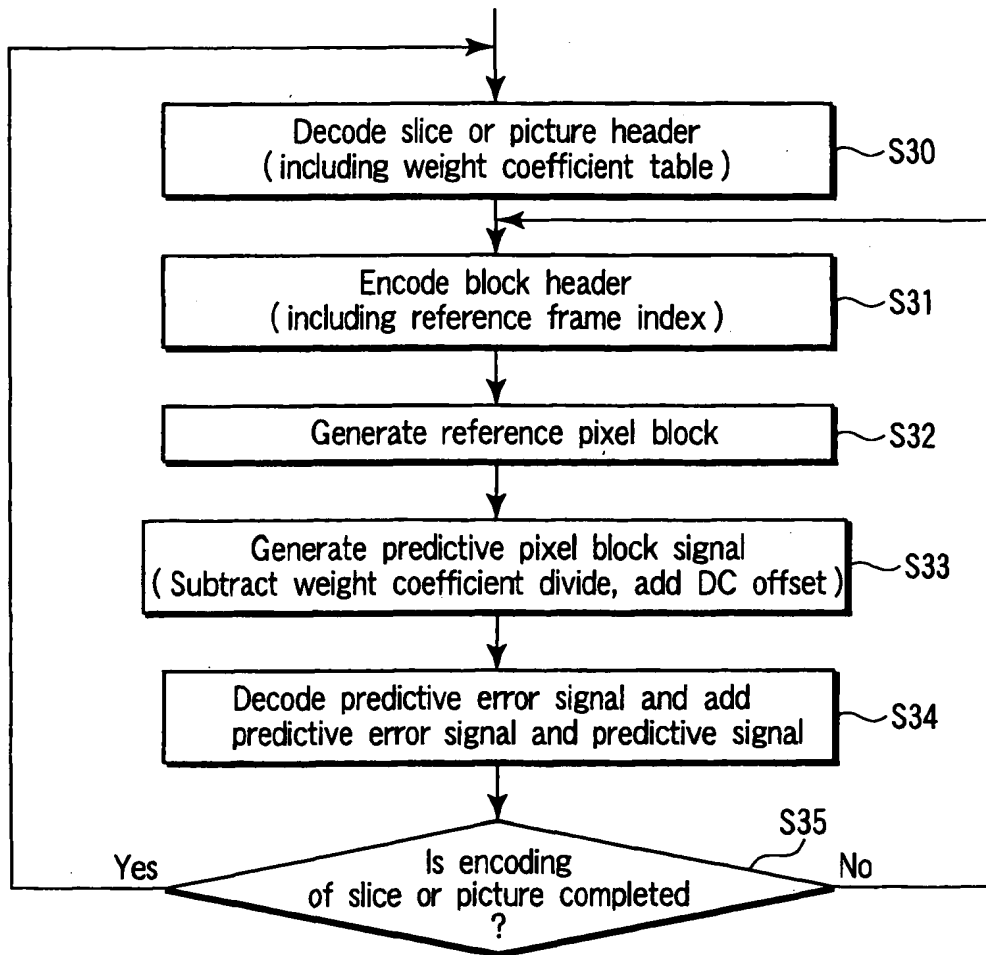 Decode slice or picture header
(including weight coefficient table)
S30
Encode block header
(including reference frame index)
S31
Generate reference pixel block
S32
Generate predictive pixel block signal
(Subtract weight coefficient divide, add DC offset)
S33
Decode predictive error signal and add
predictive error signal and predictive signal
S34
S35
Yes
Is encoding
of slice or picture completed
?
No